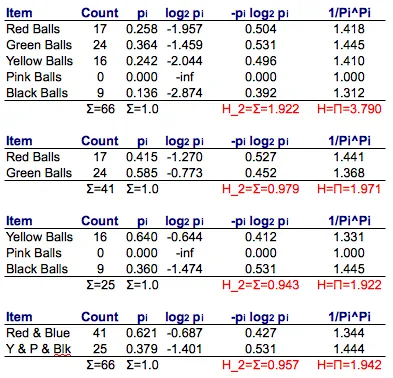 Item Count pi log2 pi -pi log2 pi 1/Pi^Pi
Red Balls 17 0.258 -1.957 0.504 1.418
Green Balls 24 0.364 -1.459 0.531 1.445
Yellow Balls 16 0.242 -2.044 0.496 1.410
Pink Balls 0 0.000 -inf 0.000 1.000
Black Balls 9 0.136 -2.874 0.392 1.312
Σ=66 Σ=1.0 H_2=Σ=1.922 H=Π=3.790
Item Count pi log2 pi -pi log2 pi 1/Pi^Pi
Red Balls 17 0.415 -1.270 0.527 1.441
Green Balls 24 0.585 -0.773 0.452 1.368
Σ=41 Σ=1.0 H_2=Σ=0.979 H=Π=1.971
Item Count pi log2 pi -pi log2 pi 1/Pi^Pi
Yellow Balls 16 0.640 -0.644 0.412 1.331
Pink Balls 0 0.000 -inf 0.000 1.000
Black Balls 9 0.360 -1.474 0.531 1.445
Σ=25 Σ=1.0 H_2=Σ=0.943 H=Π=1.922
Item Count pi log2 pi -pi log2 pi 1/Pi^Pi
Red & Blue 41 0.621 -0.687 0.427 1.344
Y & P & Blk 25 0.379 -1.401 0.531 1.444
Σ=66 Σ=1.0 H_2=Σ=0.957 H=Π=1.942